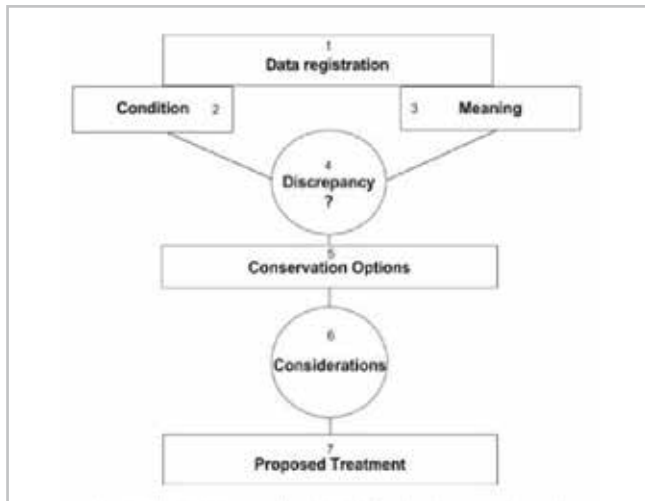 1
Data registration
Condition 2
3 Meaning
4
Discrepancy
?
5
Conservation Options
6
Considerations
7
Proposed Treatment